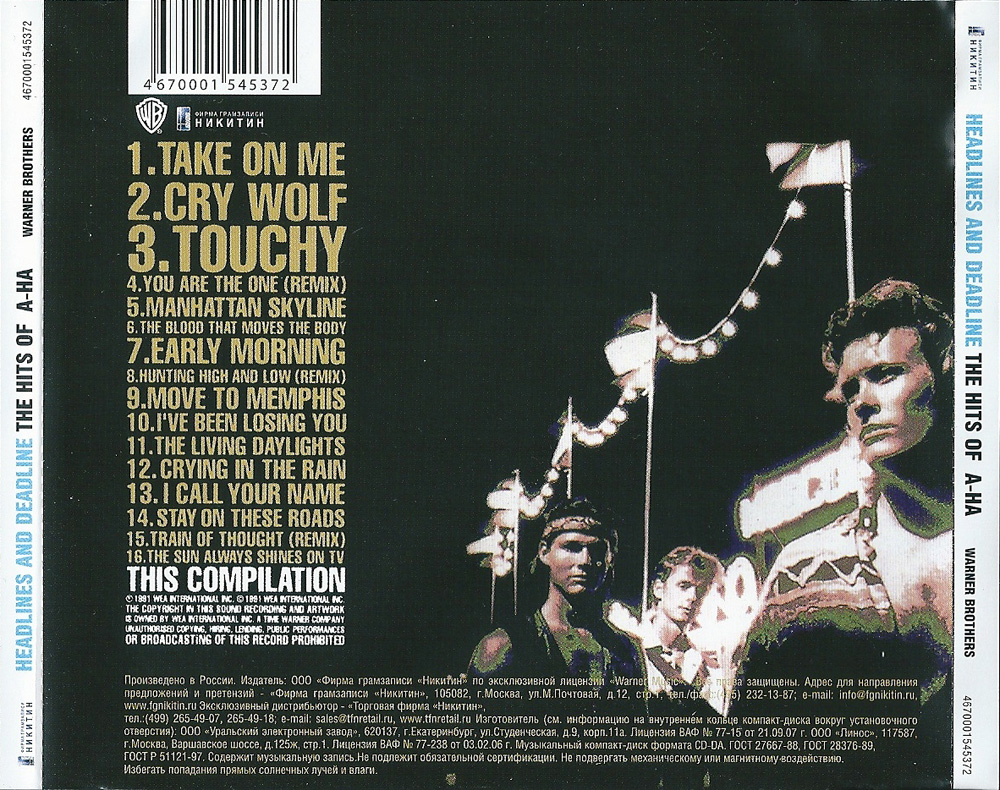 4670001545372
WARNER BROTHERS
HEADLINES AND DEADLINE THE HITS OF A-HA
ФИРМА ГРАМЗАПИСИ
НИКИТИН
4 670001 545372
WB
ФИРМА ГРАМЗАПИСИ
НИКИТИН
1.TAKE ON ME
2.CRY WOLF
3.TOUCHY
4.YOU ARE THE ONE (REMIX)
5.MANHATTAN SKYLINE
6.THE BLOOD THAT MOVES THE BODY
7.EARLY MORNING
8.HUNTING HIGH AND LOW (REMIX)
9.MOVE TO MEMPHIS
10.I'VE BEEN LOSING YOU
11.THE LIVING DAYLIGHTS
12.CRYING IN THE RAIN
13.I CALL YOUR NAME
14.STAY ON THESE ROADS
15.TRAIN OF THOUGHT (REMIX)
16.THE SUN ALWAYS SHINES ON TV
THIS COMPILATION
℗ 1991 WEA INTERNATIONAL INC. © 1991 WEA INTERNATIONAL INC.
THE COPYRIGHT IN THIS SOUND RECORDING AND ARTWORK
IS OWNED BY WEA INTERNATIONAL INC. A TIME WARNER COMPANY
UNAUTHORISED COPYING, HIRING, LENDING, PUBLIC PERFORMANCES
OR BROADCASTING OF THIS RECORD PROHIBITED
Произведено в России. Издатель: ООО «Фирма грамзаписи «Никитин» по эксклюзивной лицензии «Warner Music». Все права защищены. Адрес для направления
предложений и претензий - «Фирма грамзаписи «Никитин», 105082, г.Москва, ул.М.Почтовая, д.12, стр.1, тел./факс:(495) 232-13-87; e-mail: info@fgnikitin.ru,
www.fgnikitin.ru Эксклюзивный дистрибьютор - «Торговая фирма «Никитин»,
тел.:(499) 265-49-07, 265-49-18; e-mail: sales@tfnretail.ru, www.tfnretail.ru Изготовитель (см. информацию на внутреннем кольце компакт-диска вокруг установочного
отверстия): ООО «Уральский электронный завод», 620137, г.Екатеринбург, ул.Студенческая, д.9, корп.11а. Лицензия ВАФ № 77-15 от 21.09.07 г. ООО «Линос», 117587,
г.Москва, Варшавское шоссе, д.125ж, стр.1. Лицензия ВАФ № 77-238 от 03.02.06 г. Музыкальный компакт-диск формата CD-DA. ГОСТ 27667-88, ГОСТ 28376-89,
ГОСТ Р 51121-97. Содержит музыкальную запись.Не подлежит обязательной сертификации. Не подвергать механическому или магнитному-воздействию.
Избегать попадания прямых солнечных лучей и влаги.
ФИРМА ГРАМЗАПИСИ
НИКИТИН
HEADLINES AND DEADLINE THE HITS OF A-HA
WARNER BROTHERS
4670001545372